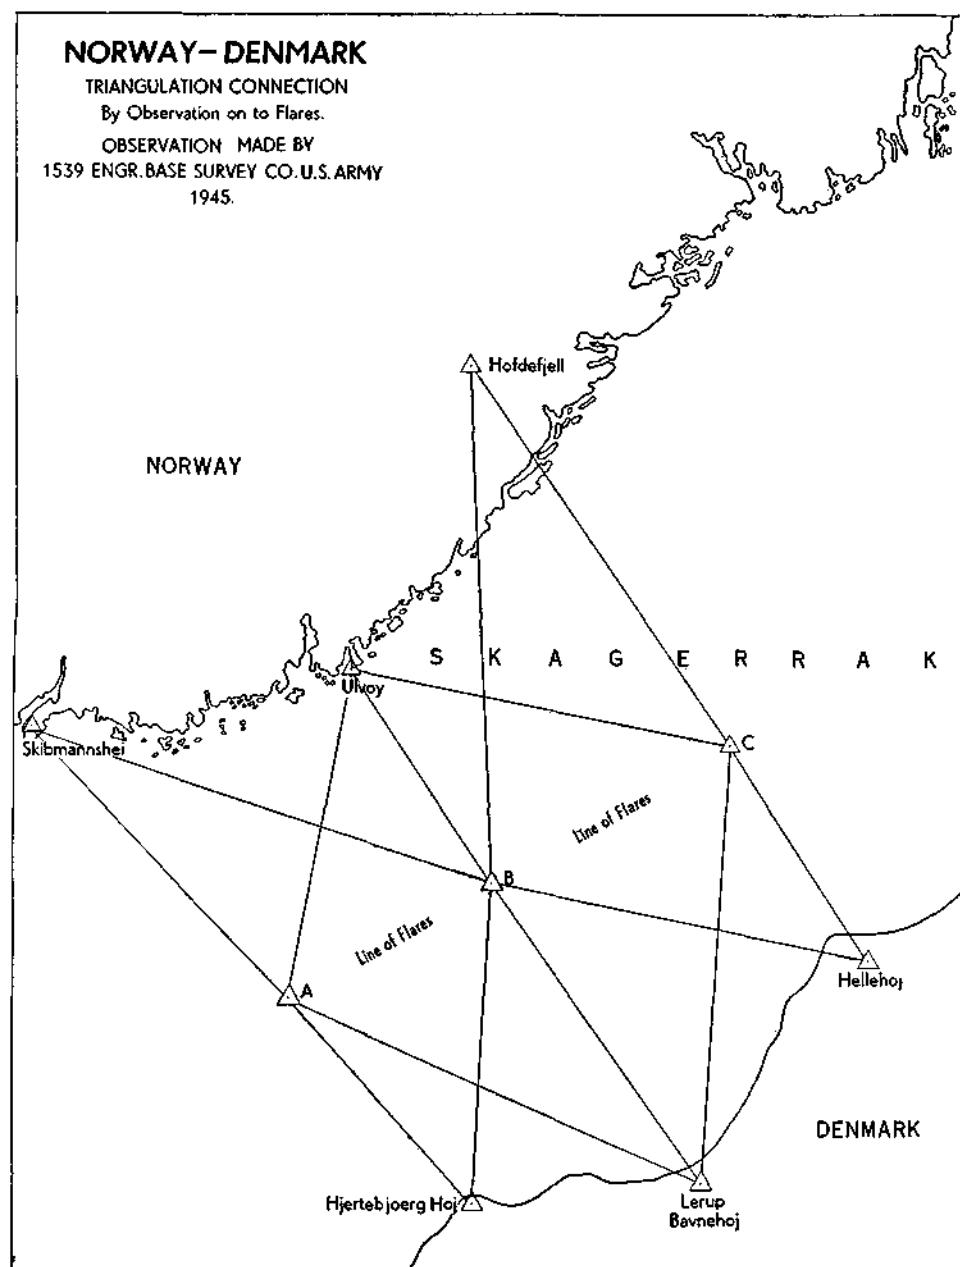 NORWAY–DENMARK
TRIANGULATION CONNECTION
By Observation on to Flares.
OBSERVATION MADE BY
1539 ENGR. BASE SURVEY CO. U.S. ARMY
1945.
Hofdefjell
NORWAY
S K A G E R R A K
Ulvoy
Skibmannshei
C
Line of Flares
B
Line of Flares
Hellehoj
A
DENMARK
Hjertebjoerg Hoj
Lerup
Bavnehoj